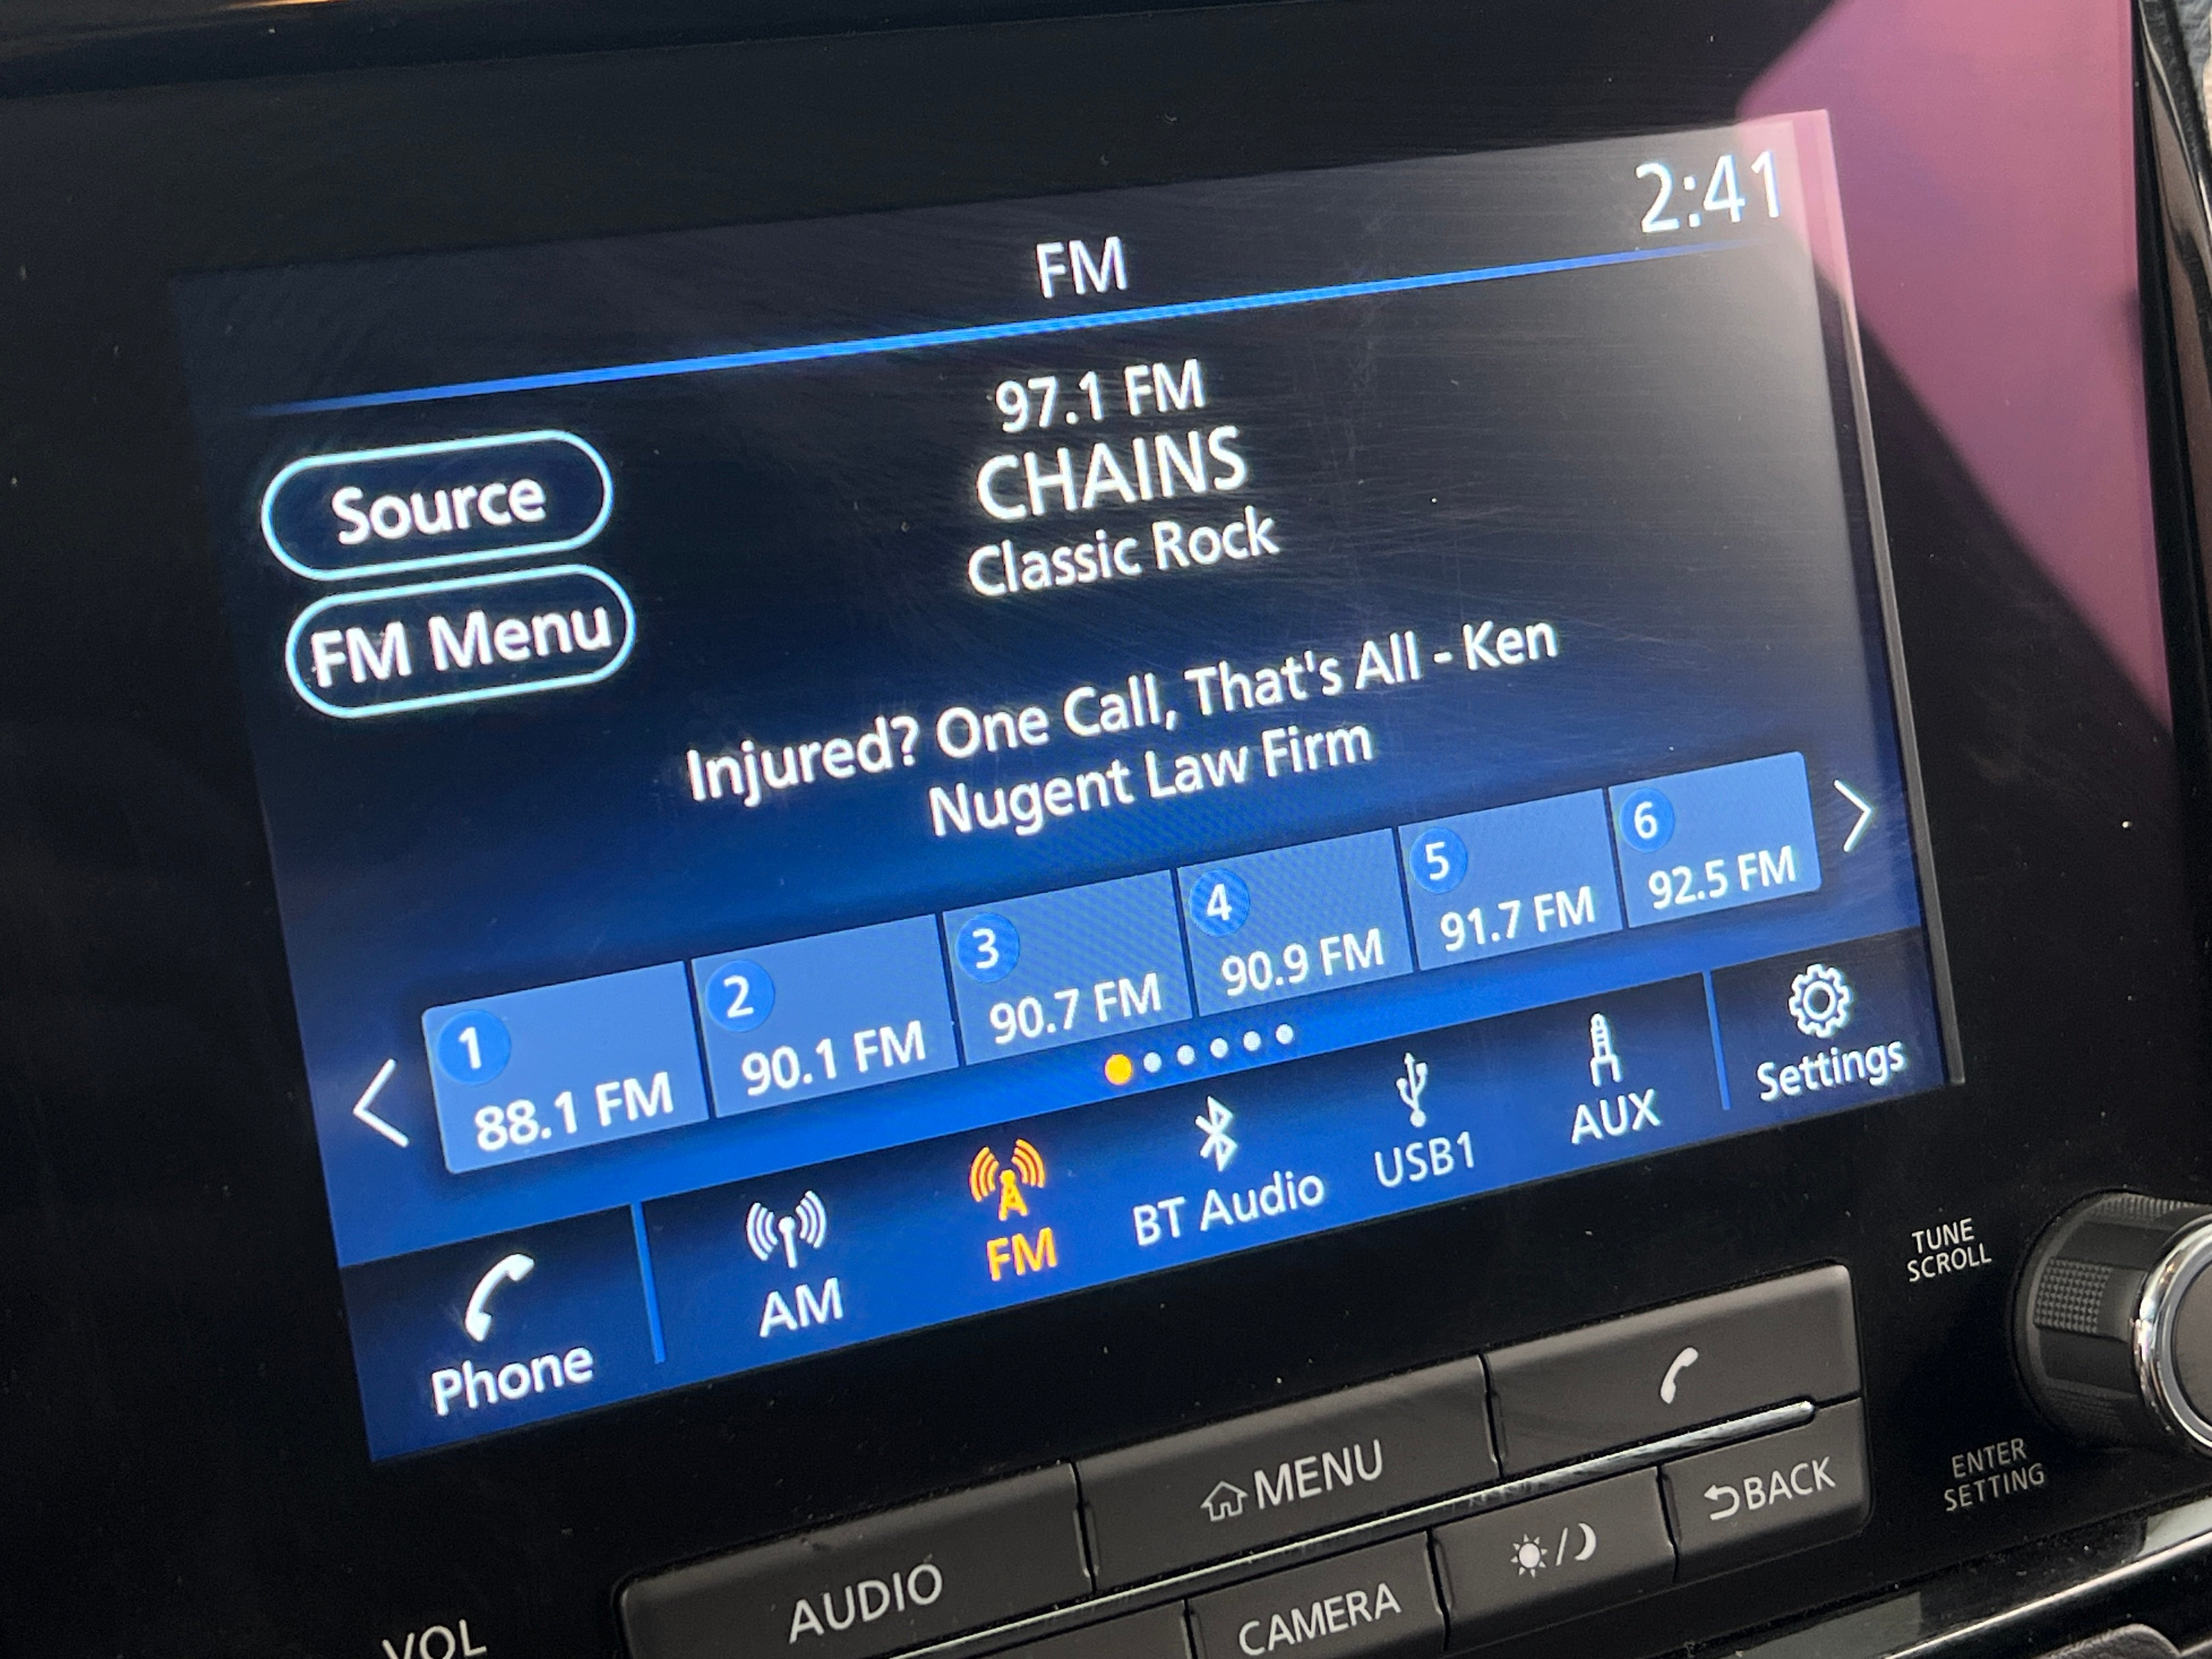 2:41
FM
97.1 FM
CHAINS
Classic Rock
Source
FM Menu
Injured? One Call, That's All - Ken
Nugent Law Firm
1
88.1 FM
2
90.1 FM
3
90.7 FM
4
90.9 FM
5
91.7 FM
6
92.5 FM
Phone
AM
FM
BT Audio
USB1
AUX
Settings
TUNE
SCROLL
ENTER
SETTING
VOL
AUDIO
MENU
CAMERA
BACK